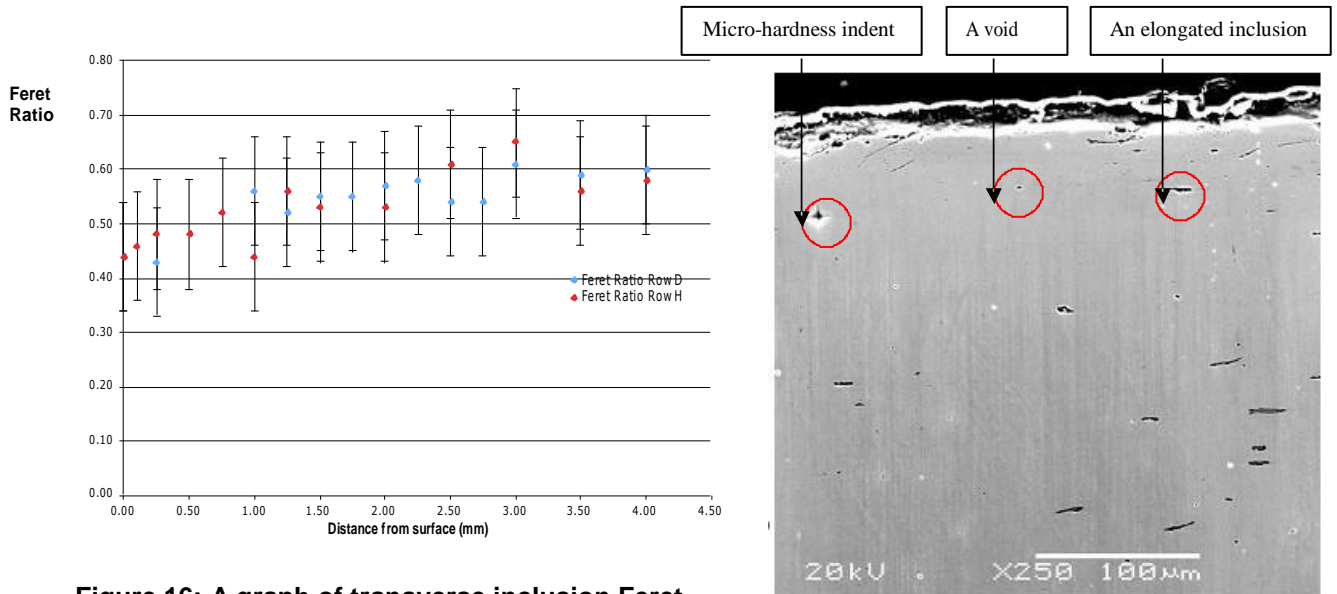 Micro-hardness indent
A void
An elongated inclusion
Feret
Ratio
0.80
0.70
0.60
0.50
0.40
0.30
0.20
0.10
0.00
Feret Ratio Row D
Feret Ratio Row H
0.00 0.50 1.00 1.50 2.00 2.50 3.00 3.50 4.00 4.50
Distance from surface (mm)
20kU X250 100µm
Figure 16: A graph of transverse inclusion Feret